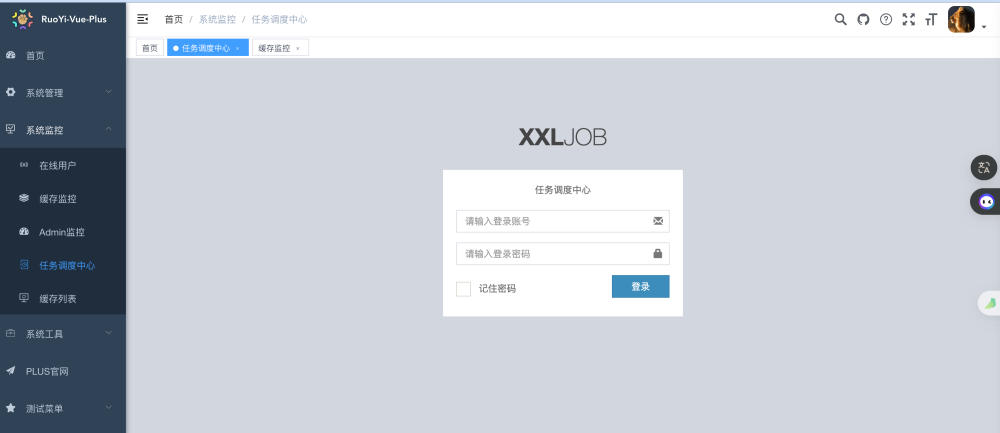 RuoYi-Vue-Plus
首页 / 系统监控 / 任务调度中心
首页 任务调度中心 × 缓存监控 ×
首页
系统管理
系统监控
在线用户
缓存监控
Admin监控
任务调度中心
缓存列表
系统工具
PLUS官网
测试菜单
XXLJOB
任务调度中心
请输入登录账号
请输入登录密码
记住密码 登录